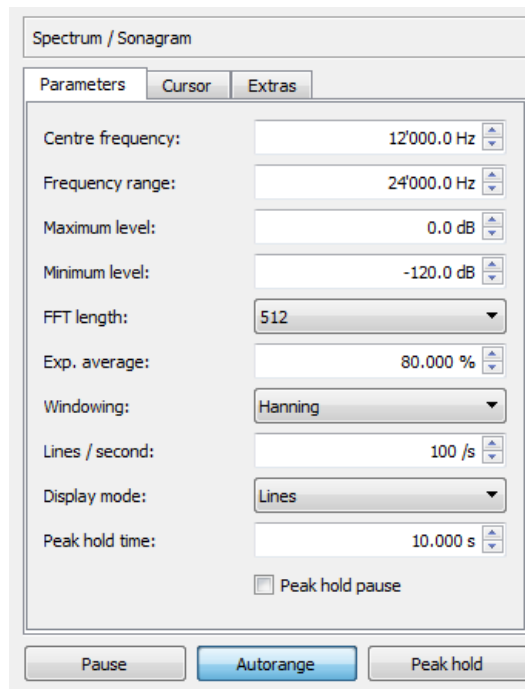 Spectrum / Sonagram
Parameters Cursor Extras
Centre frequency: 12'000.0 Hz
Frequency range: 24'000.0 Hz
Maximum level: 0.0 dB
Minimum level: -120.0 dB
FFT length: 512
Exp. average: 80.000 %
Windowing: Hanning
Lines / second: 100 /s
Display mode: Lines
Peak hold time: 10.000 s
Peak hold pause
Pause Autorange Peak hold